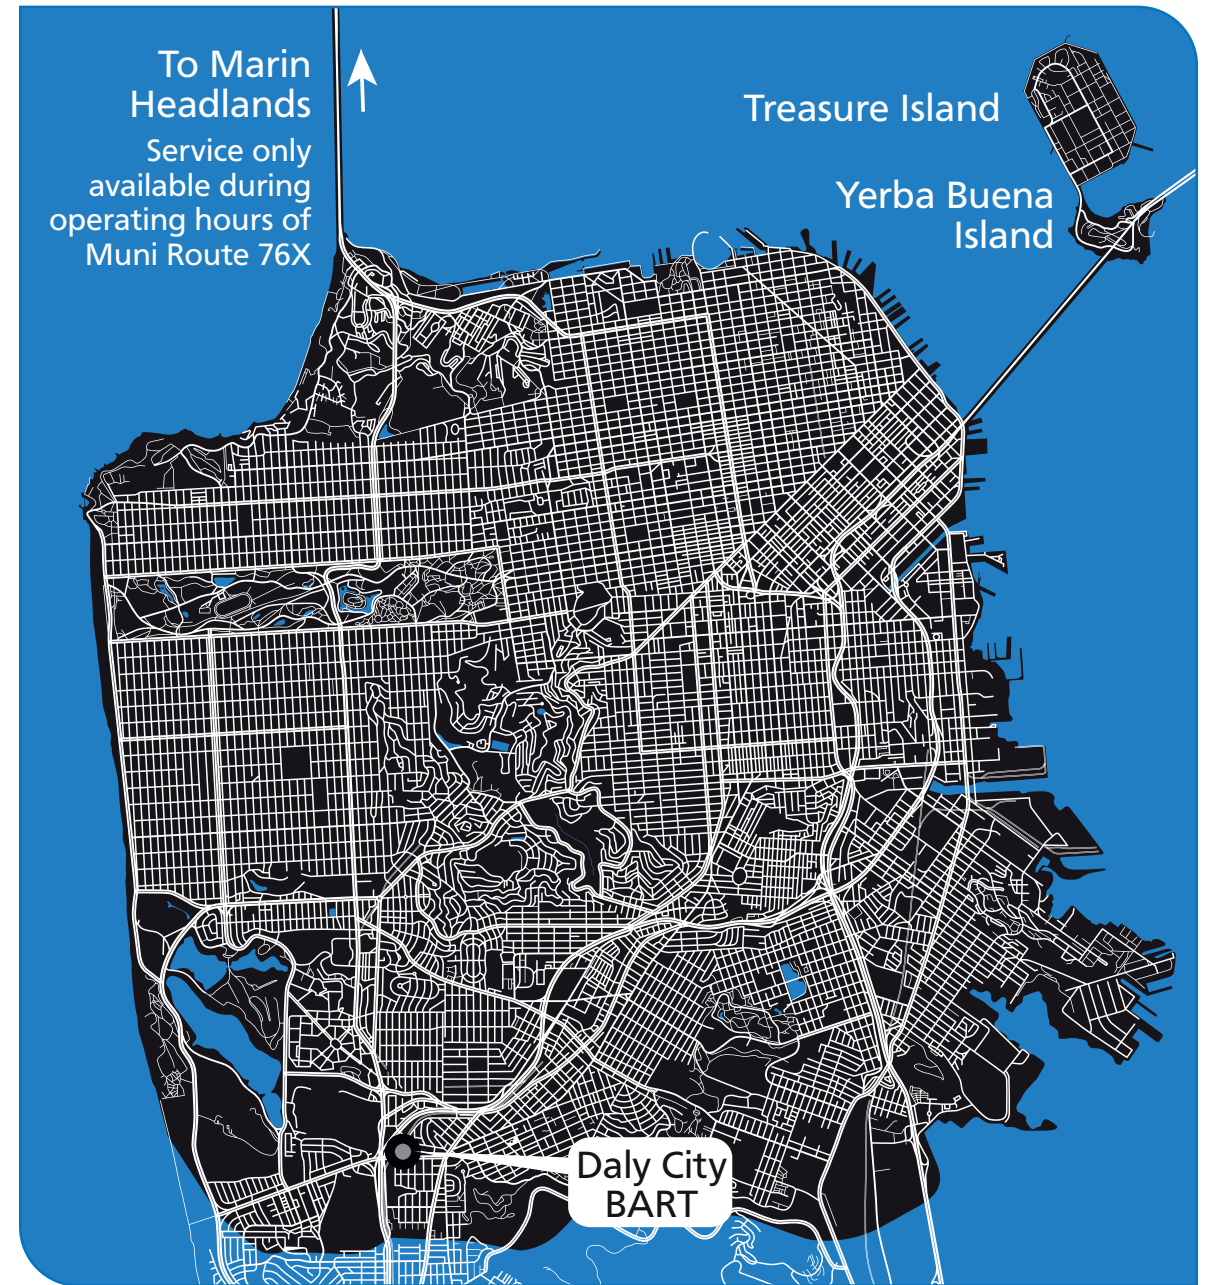 To Marin
Headlands
Service only
available during
operating hours of
Muni Route 76X
Treasure Island
Yerba Buena
Island
Daly City
BART